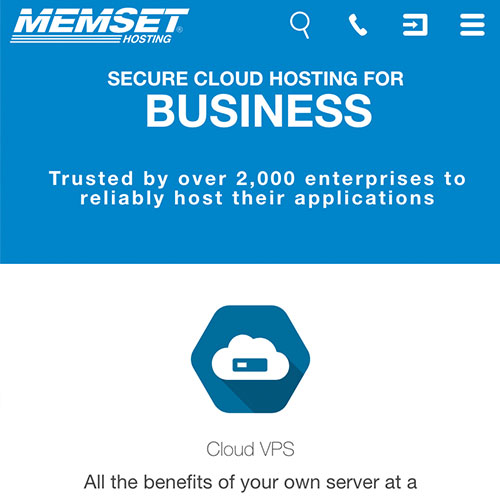 MEMSET
HOSTING
SECURE CLOUD HOSTING FOR
BUSINESS
Trusted by over 2,000 enterprises to
reliably host their applications
Cloud VPS
All the benefits of your own server at a